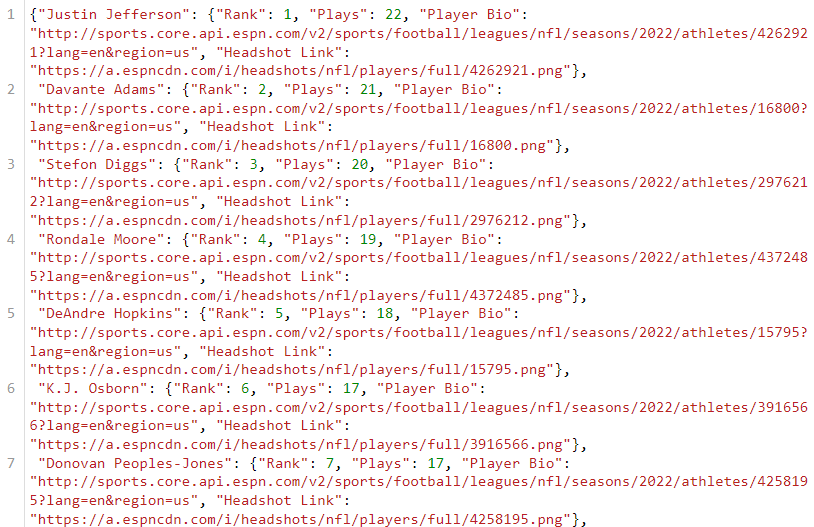 1 {"Justin Jefferson": {"Rank": 1, "Plays": 22, "Player Bio":
"http://sports.core.api.espn.com/v2/sports/football/leagues/nfl/seasons/2022/athletes/426292
1?lang=en&region=us", "Headshot Link":
"https://a.espncdn.com/i/headshots/nfl/players/full/4262921.png"},
2 "Davante Adams": {"Rank": 2, "Plays": 21, "Player Bio":
"http://sports.core.api.espn.com/v2/sports/football/leagues/nfl/seasons/2022/athletes/16800?
lang=en&region=us", "Headshot Link":
"https://a.espncdn.com/i/headshots/nfl/players/full/16800.png"},
3 "Stefon Diggs": {"Rank": 3, "Plays": 20, "Player Bio":
"http://sports.core.api.espn.com/v2/sports/football/leagues/nfl/seasons/2022/athletes/297621
2?lang=en&region=us", "Headshot Link":
"https://a.espncdn.com/i/headshots/nfl/players/full/2976212.png"},
4 "Rondale Moore": {"Rank": 4, "Plays": 19, "Player Bio":
"http://sports.core.api.espn.com/v2/sports/football/leagues/nfl/seasons/2022/athletes/437248
5?lang=en&region=us", "Headshot Link":
"https://a.espncdn.com/i/headshots/nfl/players/full/4372485.png"},
5 "DeAndre Hopkins": {"Rank": 5, "Plays": 18, "Player Bio":
"http://sports.core.api.espn.com/v2/sports/football/leagues/nfl/seasons/2022/athletes/15795?
lang=en&region=us", "Headshot Link":
"https://a.espncdn.com/i/headshots/nfl/players/full/15795.png"},
6 "K.J. Osborn": {"Rank": 6, "Plays": 17, "Player Bio":
"http://sports.core.api.espn.com/v2/sports/football/leagues/nfl/seasons/2022/athletes/391656
6?lang=en&region=us", "Headshot Link":
"https://a.espncdn.com/i/headshots/nfl/players/full/3916566.png"},
7 "Donovan Peoples-Jones": {"Rank": 7, "Plays": 17, "Player Bio":
"http://sports.core.api.espn.com/v2/sports/football/leagues/nfl/seasons/2022/athletes/425819
5?lang=en&region=us", "Headshot Link":
"https://a.espncdn.com/i/headshots/nfl/players/full/4258195.png"},